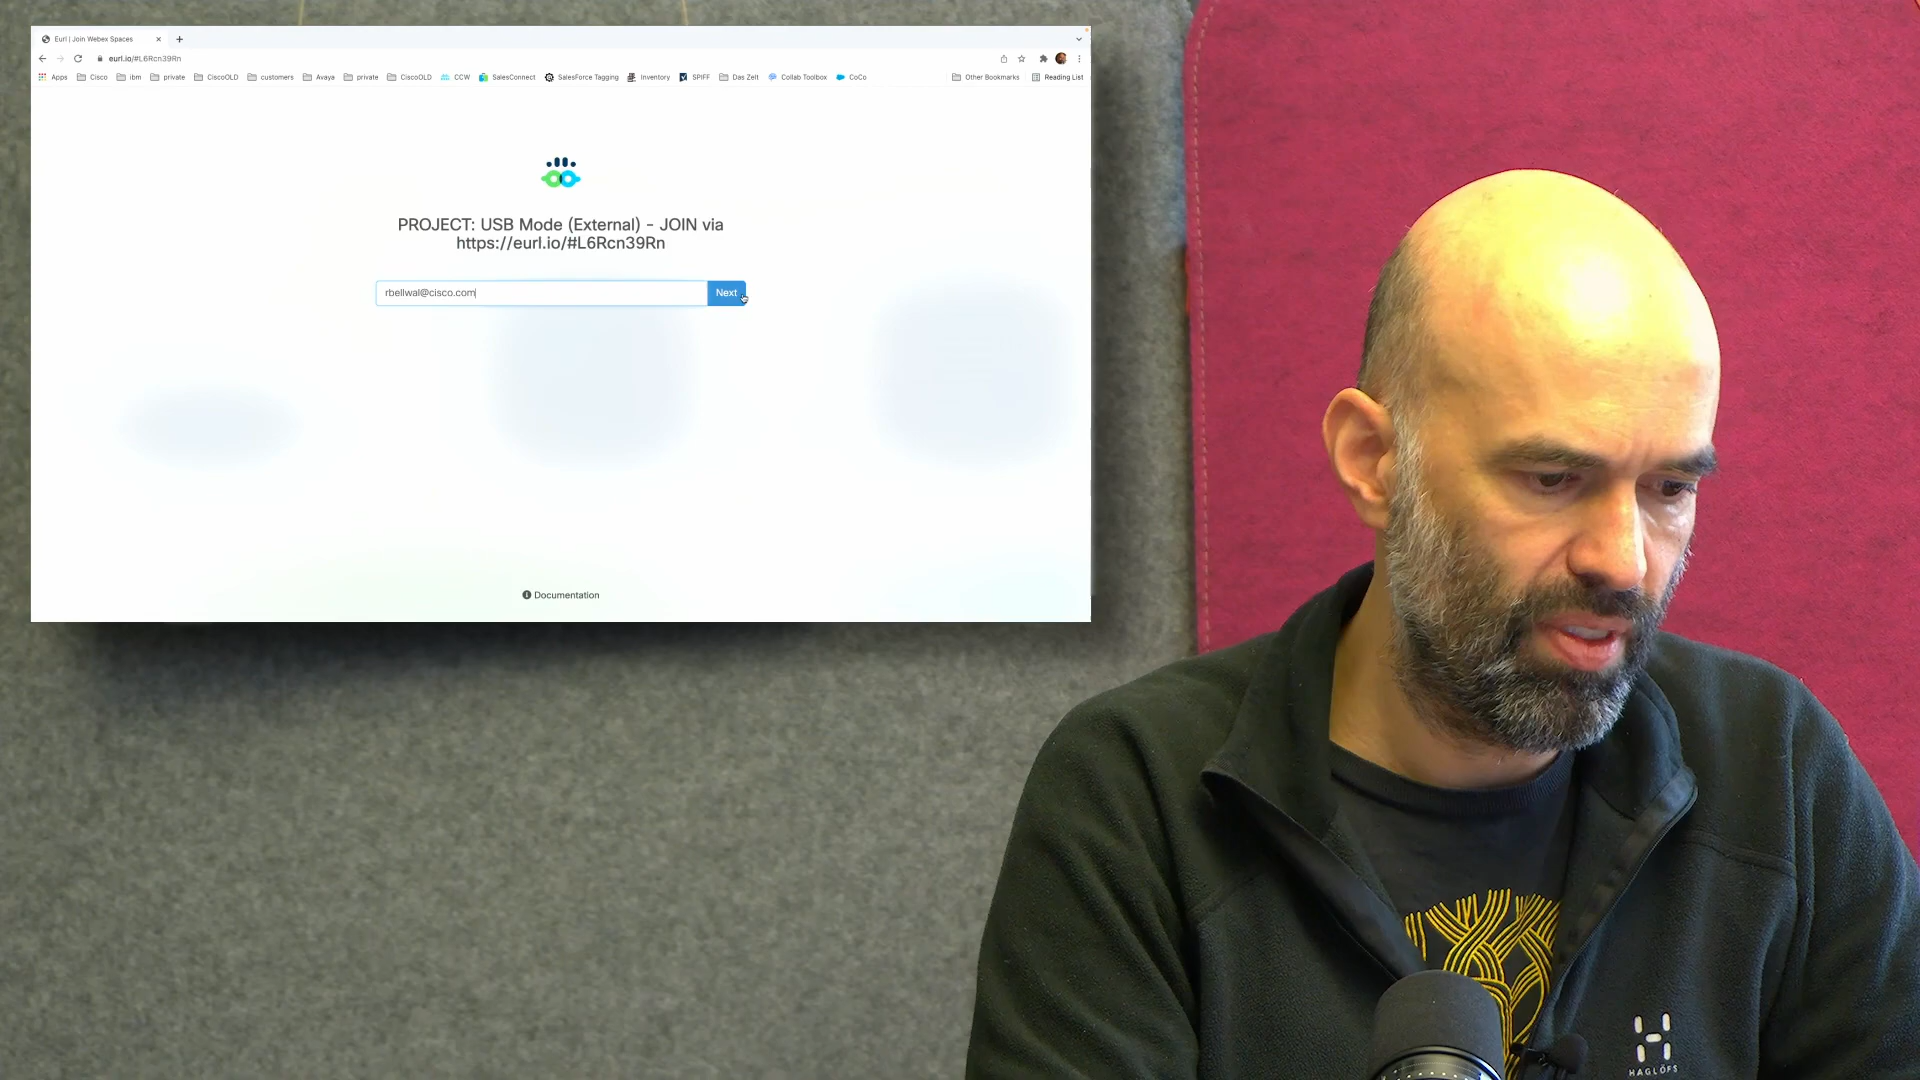 Eurl | Join Webex Spaces
eurl.io/#L6Rcn39Rn
Apps Cisco ibm private CiscoOLD customers Avaya private CiscoOLD CCW SalesConnect SalesForce Tagging Inventory SPIFF Das Zelt Collab Toolbox CoCo Other Bookmarks Reading List
PROJECT: USB Mode (External) - JOIN via
https://eurl.io/#L6Rcn39Rn
rbellwal@cisco.com
Next
Documentation
HAGLÖFS